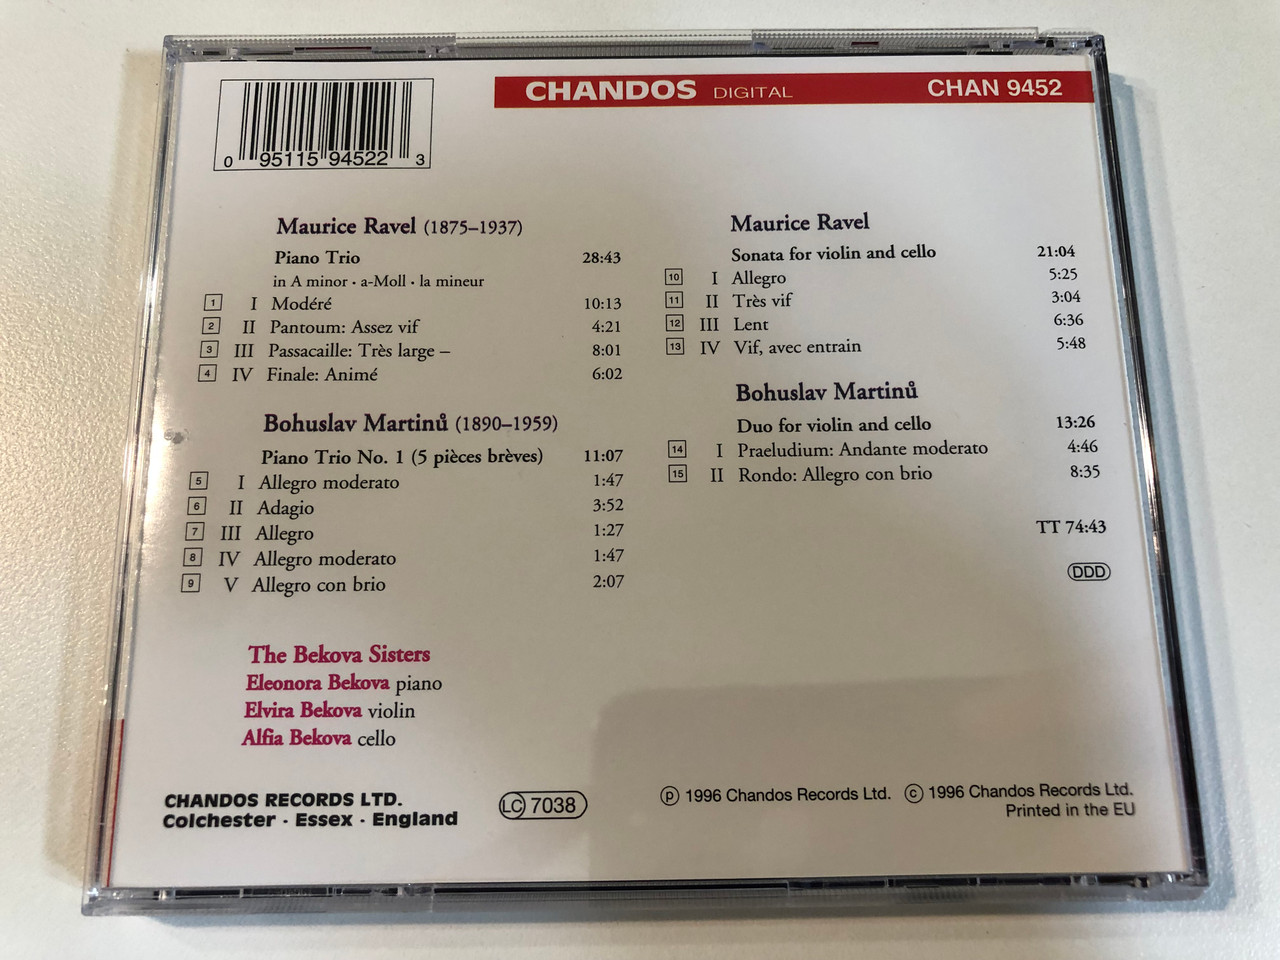 CHANDOS DIGITAL CHAN 9452
0 95115 94522 3
Maurice Ravel (1875–1937)
Piano Trio 28:43
in A minor · a-Moll · la mineur
1 I Modéré 10:13
2 II Pantoum: Assez vif 4:21
3 III Passacaille: Très large – 8:01
4 IV Finale: Animé 6:02
Bohuslav Martinů (1890–1959)
Piano Trio No. 1 (5 pièces brèves) 11:07
5 I Allegro moderato 1:47
6 II Adagio 3:52
7 III Allegro 1:27
8 IV Allegro moderato 1:47
9 V Allegro con brio 2:07
The Bekova Sisters
Eleonora Bekova piano
Elvira Bekova violin
Alfia Bekova cello
Maurice Ravel
Sonata for violin and cello 21:04
10 I Allegro 5:25
11 II Très vif 3:04
12 III Lent 6:36
13 IV Vif, avec entrain 5:48
Bohuslav Martinů
Duo for violin and cello 13:26
14 I Praeludium: Andante moderato 4:46
15 II Rondo: Allegro con brio 8:35
TT 74:43
DDD
CHANDOS RECORDS LTD.
Colchester · Essex · England
LC 7038
℗ 1996 Chandos Records Ltd. © 1996 Chandos Records Ltd.
Printed in the EU